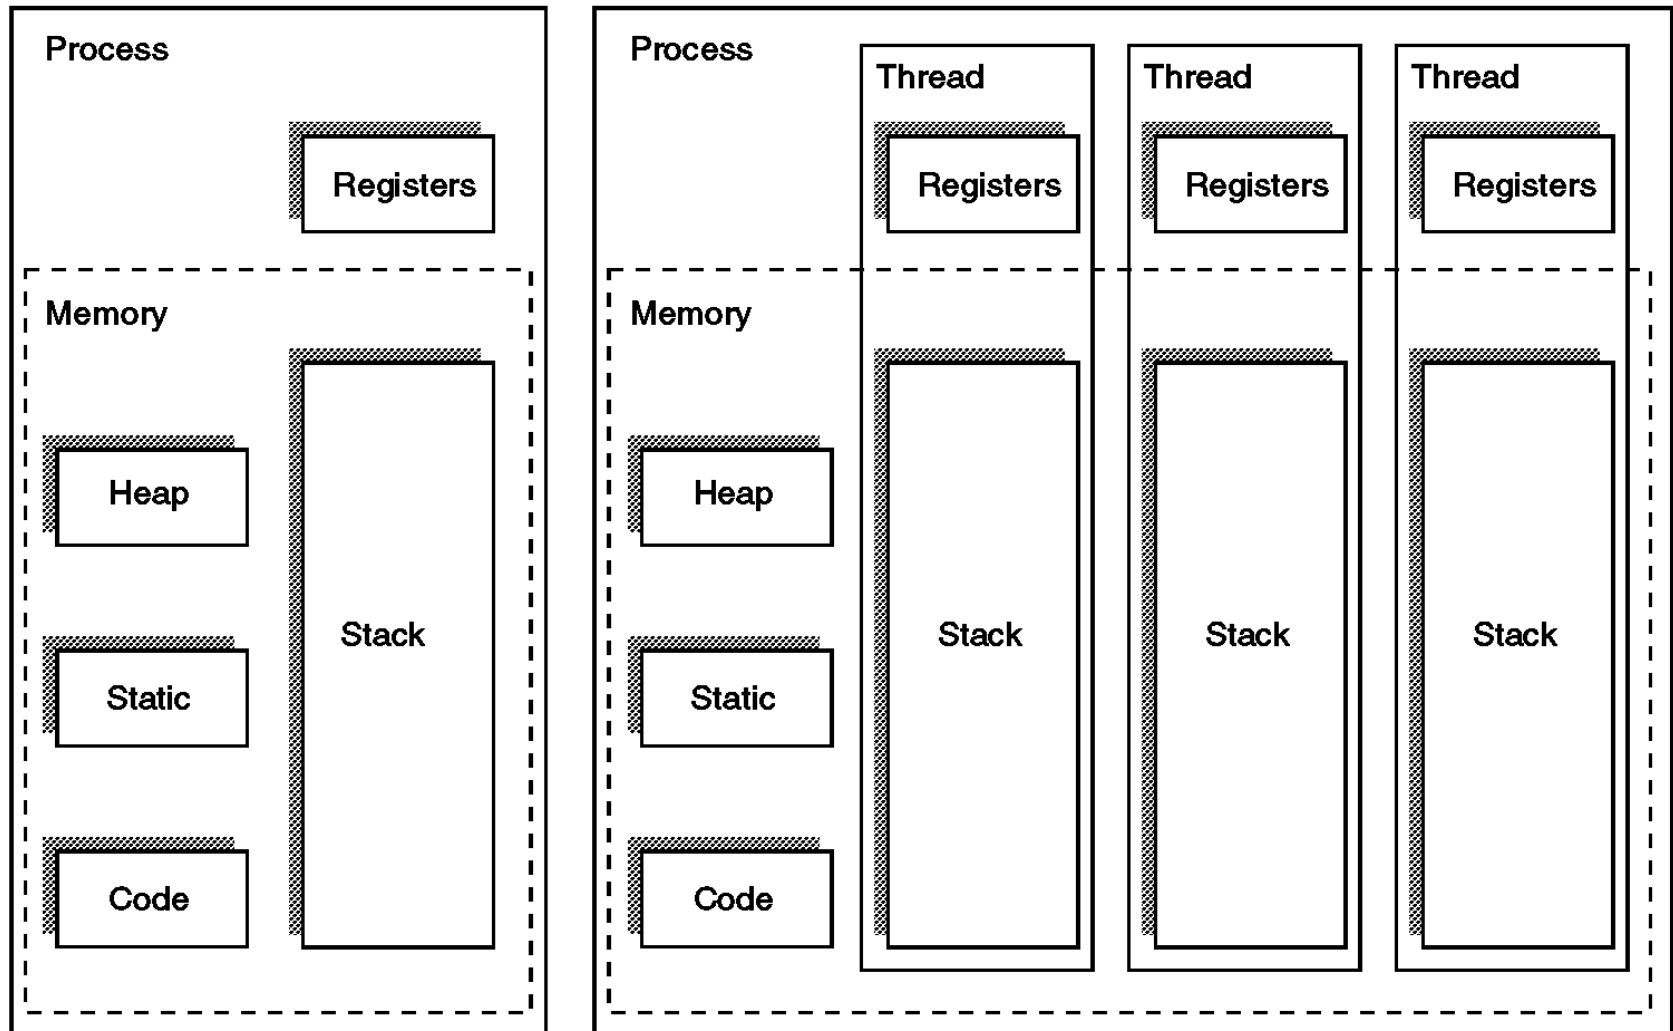 Process
Registers
Memory
Heap
Stack
Static
Code
Process
Thread
Thread
Thread
Registers
Registers
Registers
Memory
Heap
Stack
Stack
Stack
Static
Code